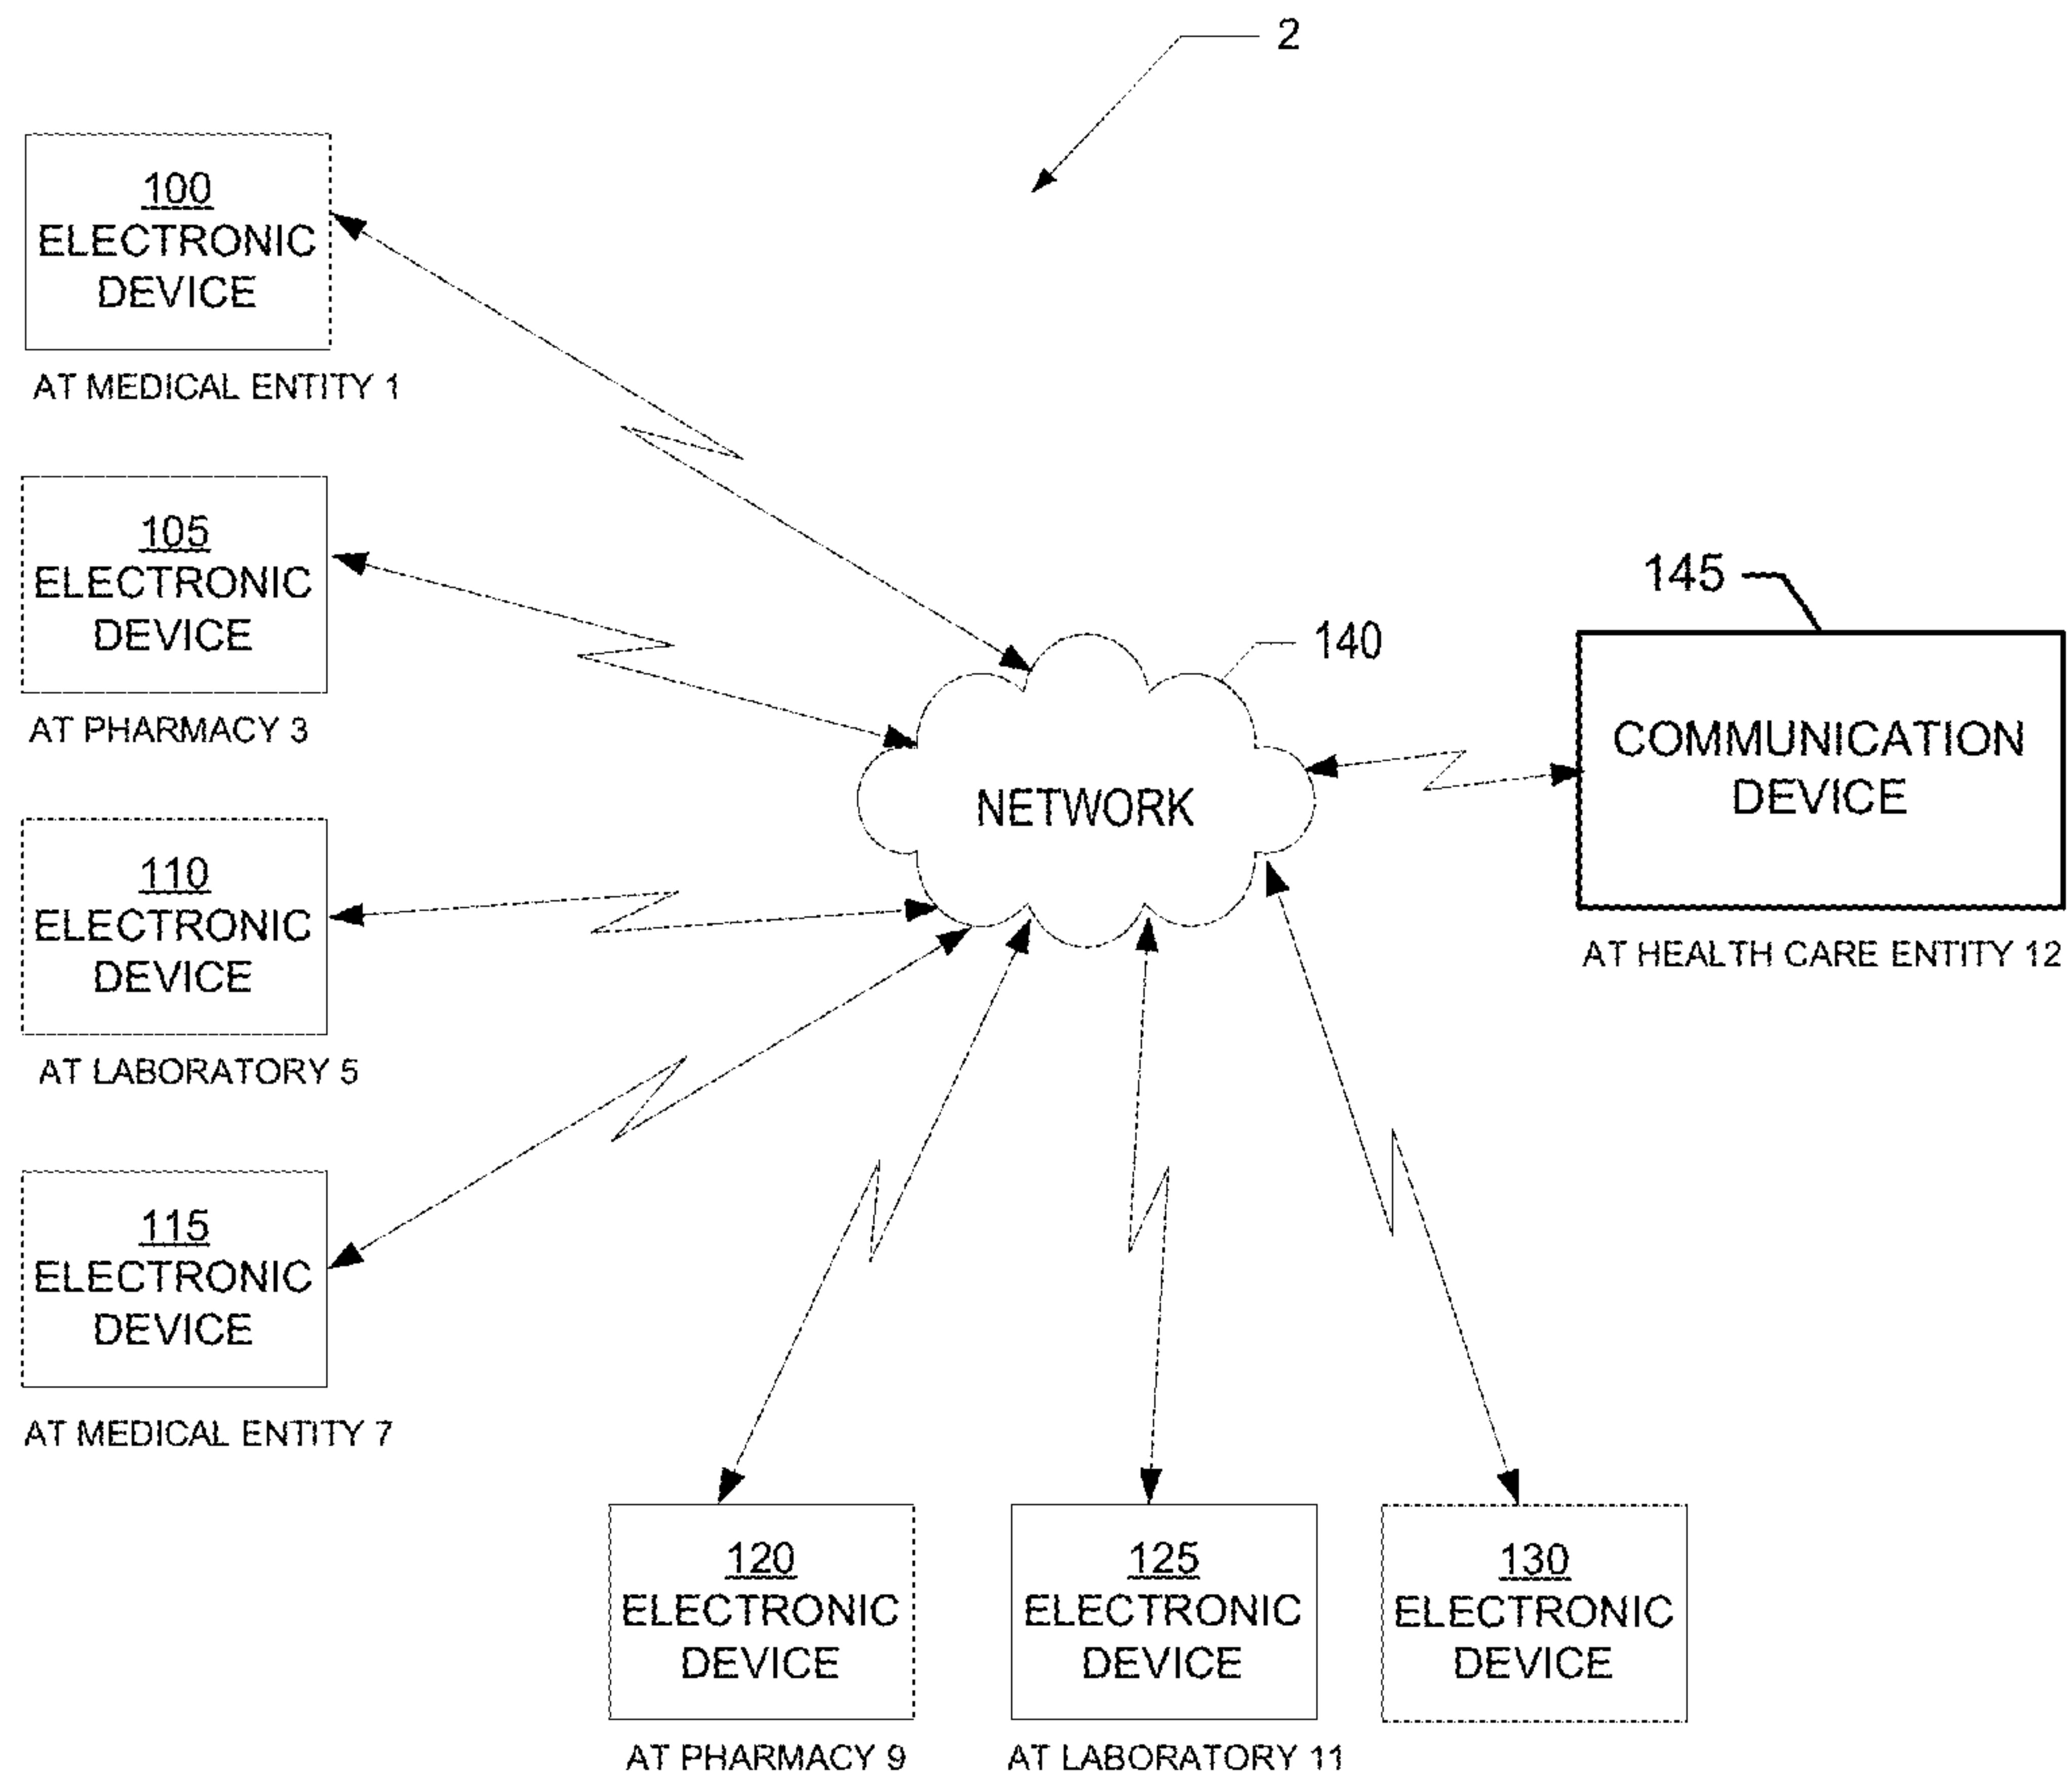 2
100
ELECTRONIC
DEVICE
AT MEDICAL ENTITY 1
105
ELECTRONIC
DEVICE
AT PHARMACY 3
110
ELECTRONIC
DEVICE
AT LABORATORY 5
115
ELECTRONIC
DEVICE
AT MEDICAL ENTITY 7
140
NETWORK
145
COMMUNICATION
DEVICE
AT HEALTH CARE ENTITY 12
120
ELECTRONIC
DEVICE
AT PHARMACY 9
125
ELECTRONIC
DEVICE
AT LABORATORY 11
130
ELECTRONIC
DEVICE